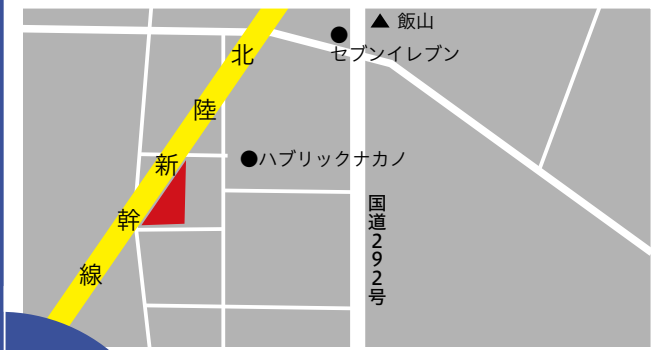 ▲ 飯山
●
セブンイレブン
北陸新幹線
●ハブリックナカノ
国道292号